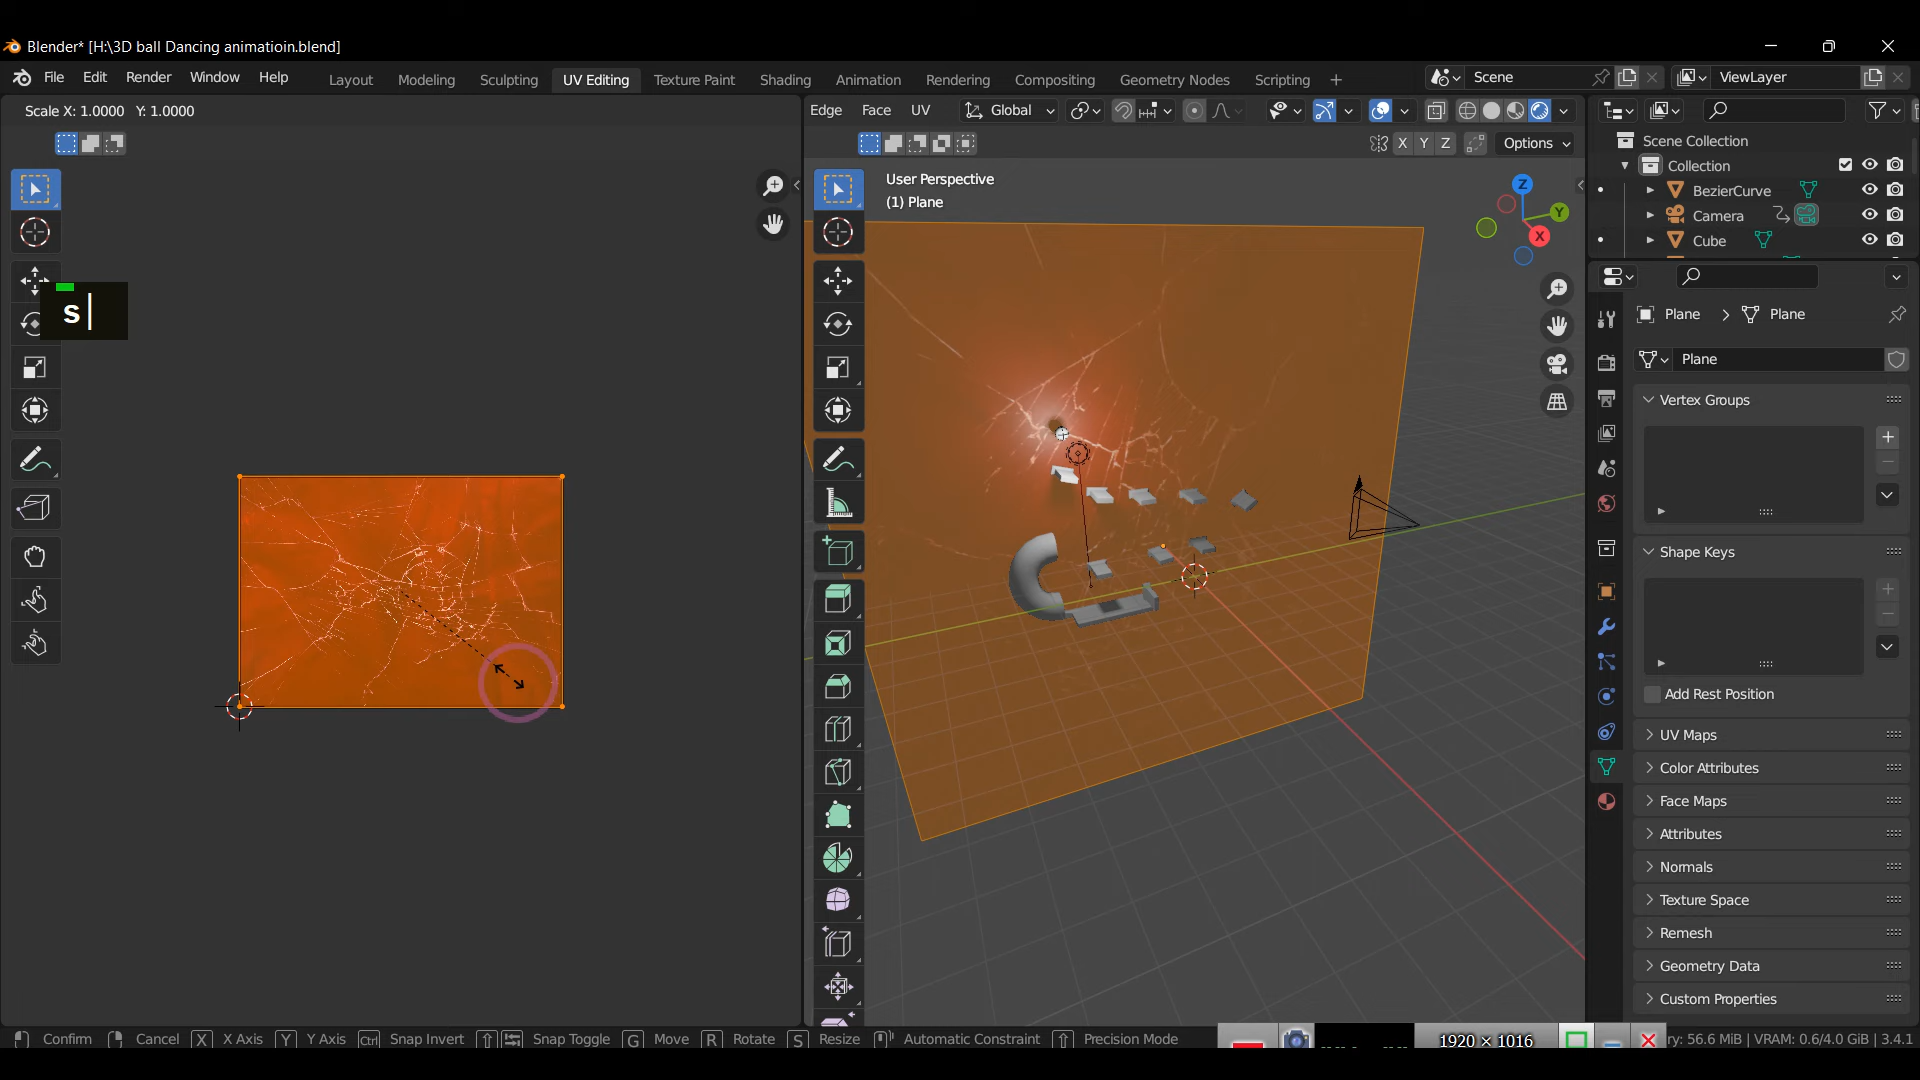 Blender* [H:\3D ball Dancing animatioin.blend]
File Edit Render Window Help
Layout Modeling Sculpting UV Editing Texture Paint Shading Animation Rendering Compositing Geometry Nodes Scripting +
Scene
ViewLayer
Scale X: 1.0000 Y: 1.0000
Edge Face UV
Global
X Y Z
Options
User Perspective
(1) Plane
Z
Y
X
s
Scene Collection
Collection
BezierCurve
Camera
Cube
Plane > Plane
Plane
Vertex Groups
Shape Keys
Add Rest Position
UV Maps
Color Attributes
Face Maps
Attributes
Normals
Texture Space
Remesh
Geometry Data
Custom Properties
Confirm Cancel X X Axis Y Y Axis Ctrl Snap Invert Snap Toggle G Move R Rotate S Resize Automatic Constraint Precision Mode
1920 × 1016
ry: 56.6 MiB | VRAM: 0.6/4.0 GiB | 3.4.1